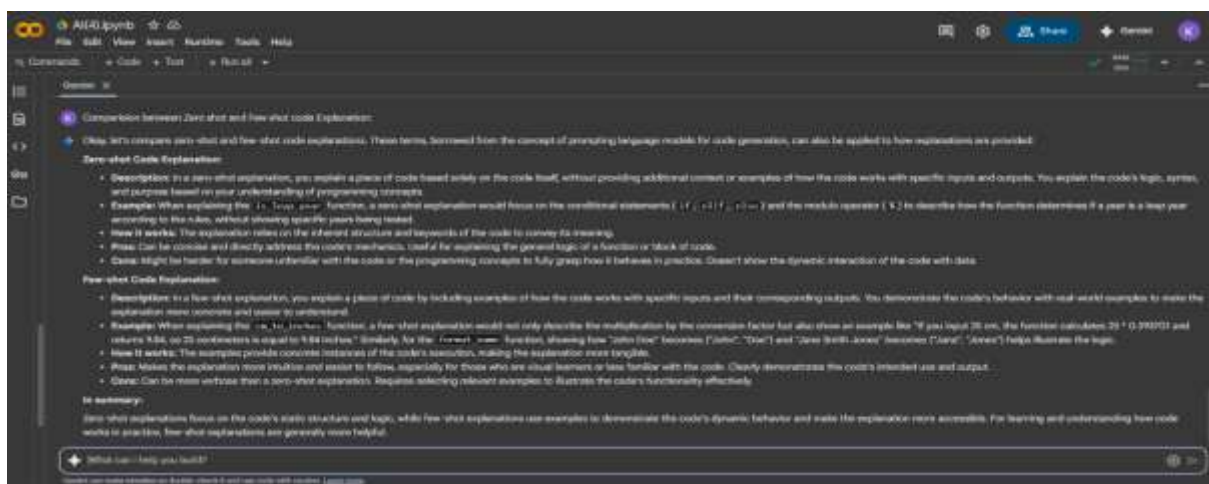 AI(4).ipynb
File Edit View Insert Runtime Tools Help
Share
Gemini
K
Commands + Code + Text Run all
Gemini
Comparision between Zero shot and Few shot code Explanation:
Okay, let's compare zero-shot and few-shot code explanations. These terms, borrowed from the concept of prompting language models for code generation, can also be applied to how explanations are provided:
Zero-shot Code Explanation:
• Description: In a zero-shot explanation, you explain a piece of code based solely on the code itself, without providing additional context or examples of how the code works with specific inputs and outputs. You explain the code's logic, syntax,
and purpose based on your understanding of programming concepts.
• Example: When explaining the is_leap_year function, a zero-shot explanation would focus on the conditional statements (if, elif, else) and the modulo operator (%) to describe how the function determines if a year is a leap year
according to the rules, without showing specific years being tested.
• How it works: The explanation relies on the inherent structure and keywords of the code to convey its meaning.
• Pros: Can be concise and directly address the code's mechanics. Useful for explaining the general logic of a function or block of code.
• Cons: Might be harder for someone unfamiliar with the code or the programming concepts to fully grasp how it behaves in practice. Doesn't show the dynamic interaction of the code with data.
Few-shot Code Explanation:
• Description: In a few-shot explanation, you explain a piece of code by including examples of how the code works with specific inputs and their corresponding outputs. You demonstrate the code's behavior with real-world examples to make the
explanation more concrete and easier to understand.
• Example: When explaining the cm_to_inches function, a few-shot explanation would not only describe the multiplication by the conversion factor but also show an example like "If you input 25 cm, the function calculates 25 * 0.393701 and
returns 9.84, so 25 centimeters is equal to 9.84 inches." Similarly, for the format_name function, showing how "John Doe" becomes ("John", "Doe") and "Jane Smith Jones" becomes ("Jane", "Jones") helps illustrate the logic.
• How it works: The examples provide concrete instances of the code's execution, making the explanation more tangible.
• Pros: Makes the explanation more intuitive and easier to follow, especially for those who are visual learners or less familiar with the code. Clearly demonstrates the code's intended use and output.
• Cons: Can be more verbose than a zero-shot explanation. Requires selecting relevant examples to illustrate the code's functionality effectively.
In summary:
Zero-shot explanations focus on the code's static structure and logic, while few-shot explanations use examples to demonstrate the code's dynamic behavior and make the explanation more accessible. For learning and understanding how code
works in practice, few-shot explanations are generally more helpful.
What can I help you build?
Gemini can make mistakes so double-check it and use code with caution. Learn more